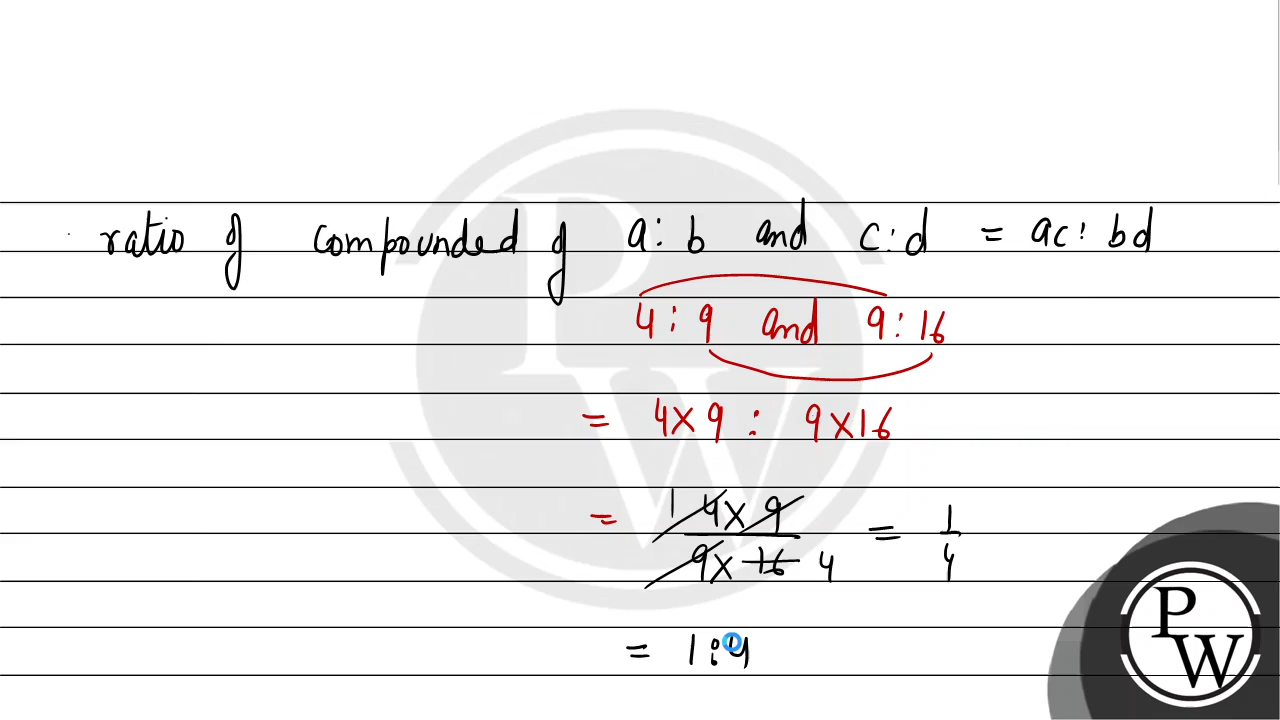 ratio of compounded of a : b and c : d = ac : bd
4 : 9 and 9 : 16
= 4 x 9 : 9 x 16
= 1 4 x 9 / 9 x 16 4 = 1/4
= 1 : 4
P
W